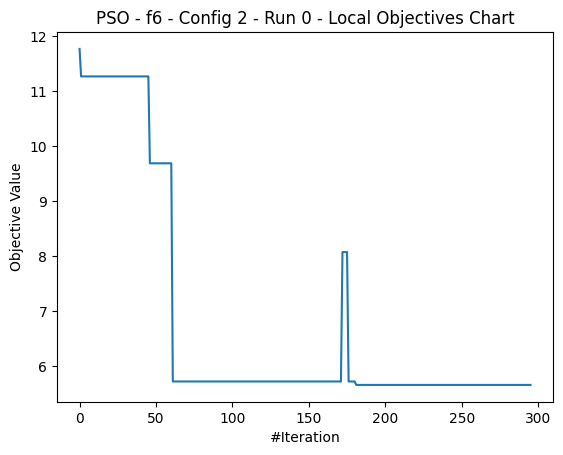 PSO - f6 - Config 2 - Run 0 - Local Objectives Chart
12
11
10
9
8
7
6
Objective Value
0 50 100 150 200 250 300
#Iteration